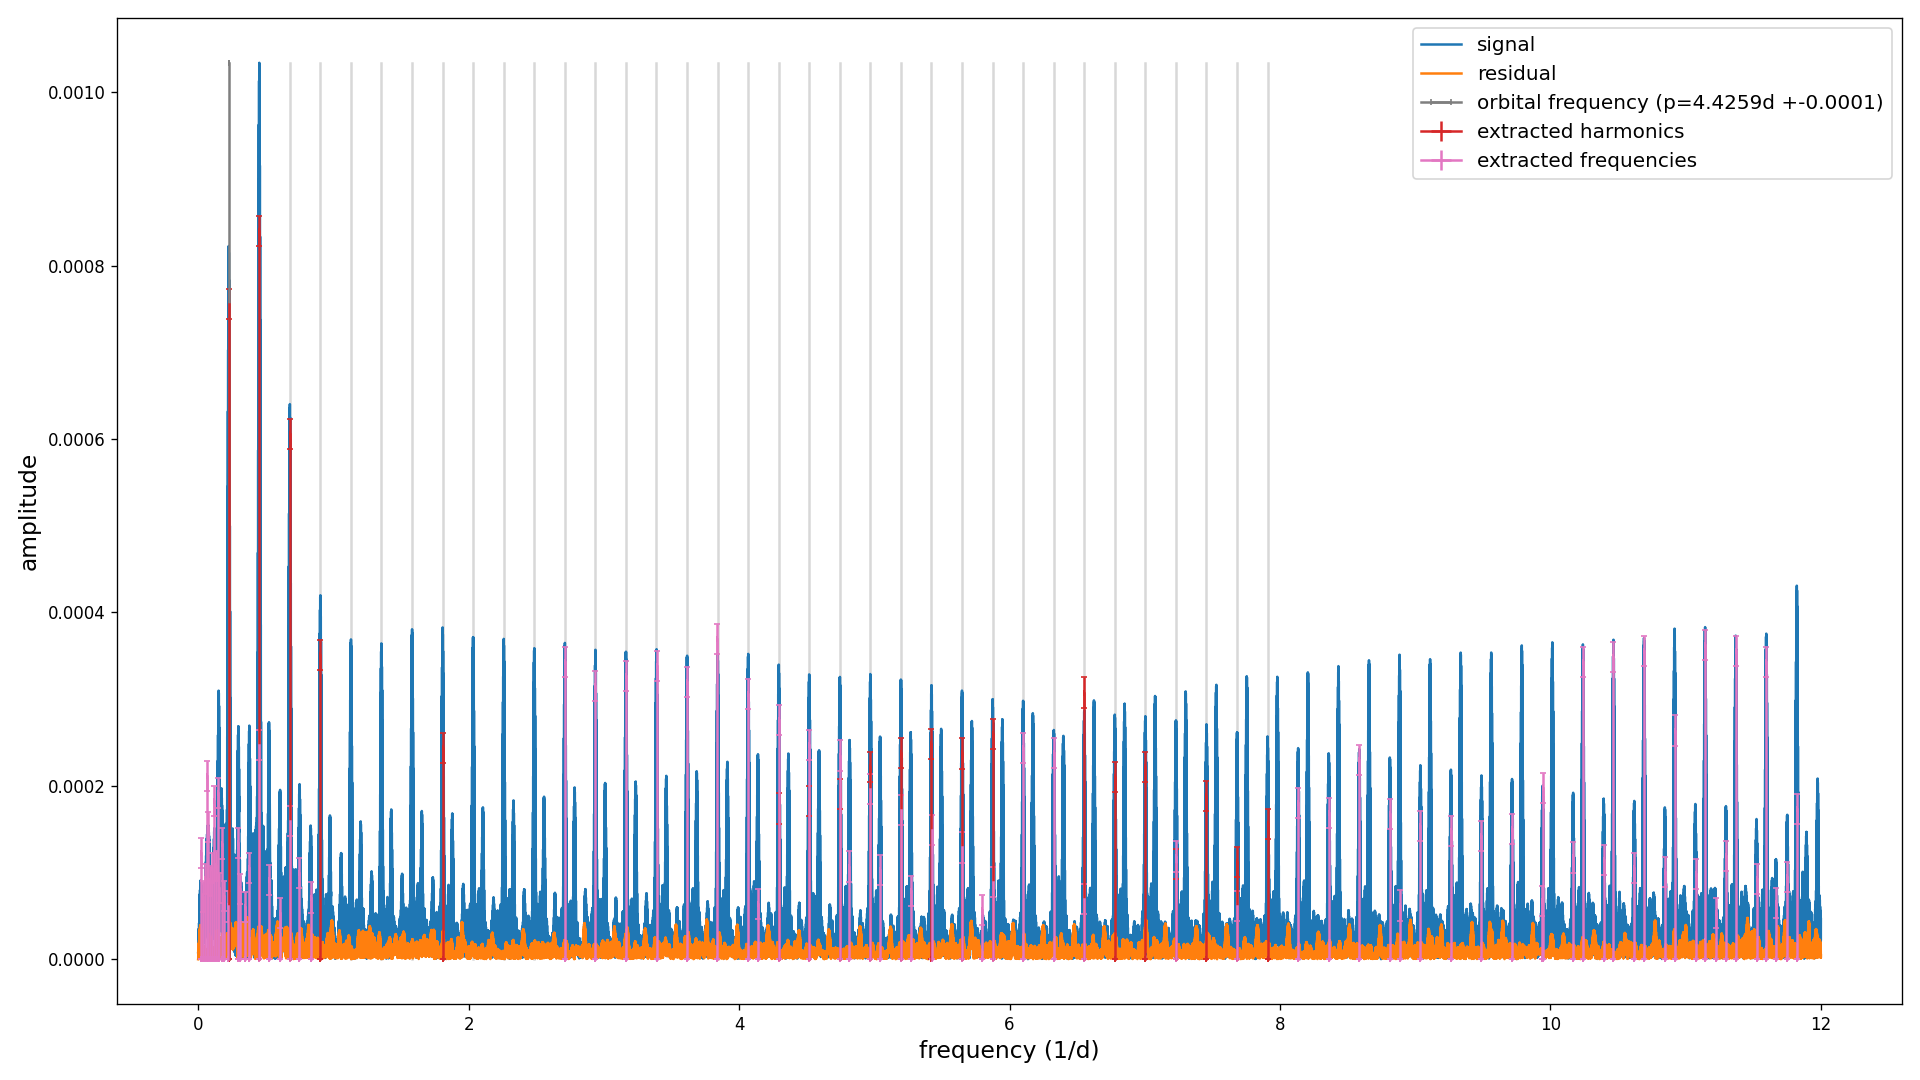 signal
residual
orbital frequency (p=4.4259d +-0.0001)
extracted harmonics
extracted frequencies
0.0010
0.0008
0.0006
0.0004
0.0002
0.0000
amplitude
0 2 4 6 8 10 12
frequency (1/d)